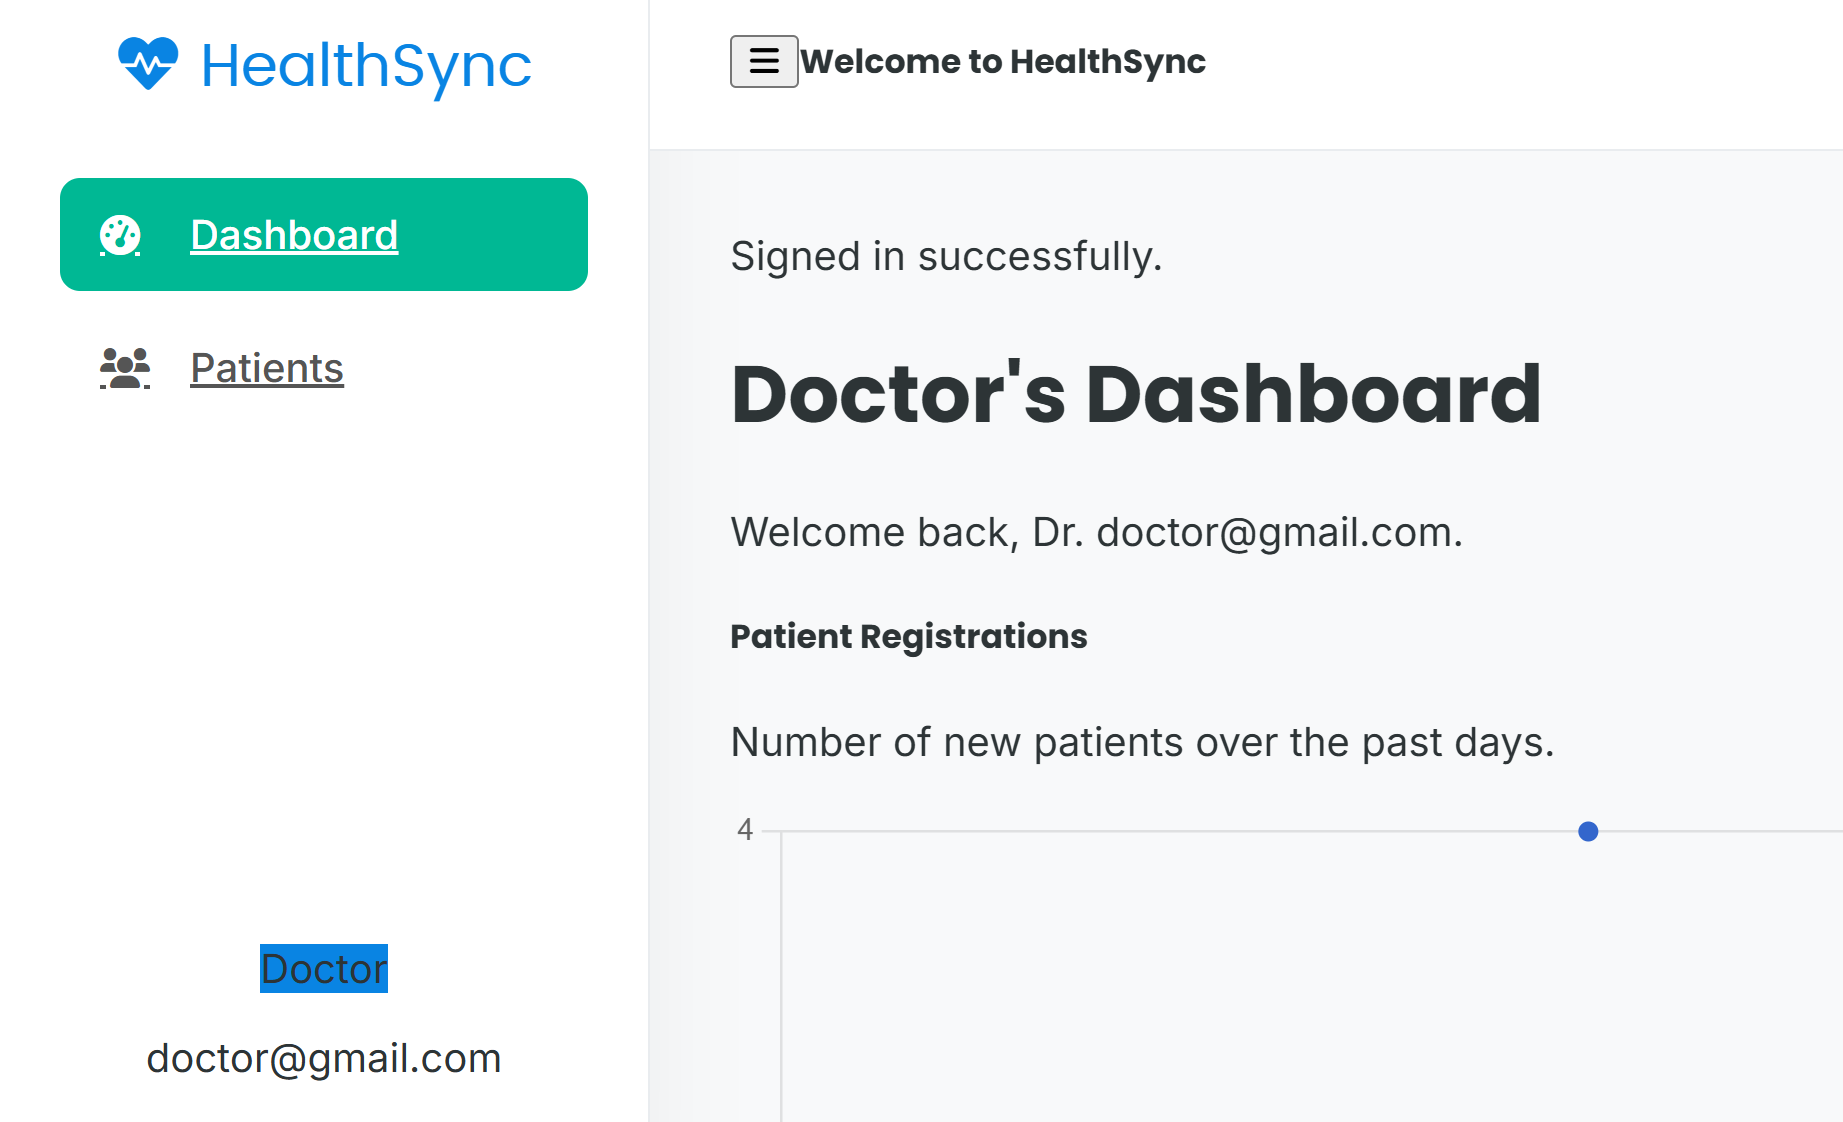 HealthSync
Dashboard
Patients
Doctor
doctor@gmail.com
Welcome to HealthSync
Signed in successfully.
Doctor's Dashboard
Welcome back, Dr. doctor@gmail.com.
Patient Registrations
Number of new patients over the past days.
4